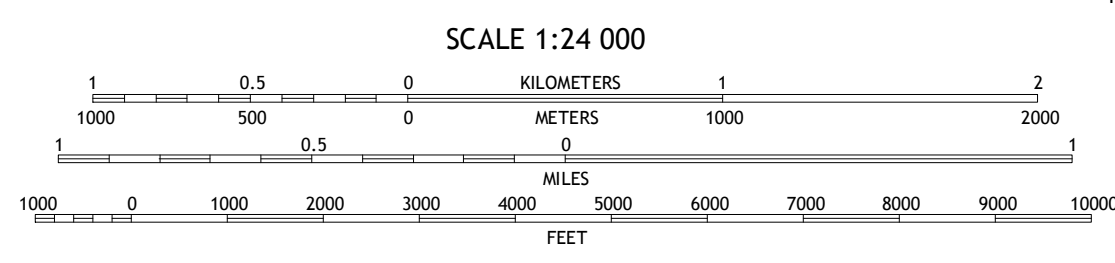 SCALE 1:24 000
1 0.5 0 KILOMETERS 1 2
1000 500 0 METERS 1000 2000
1 0.5 0 1
MILES
1000 0 1000 2000 3000 4000 5000 6000 7000 8000 9000 10000
FEET